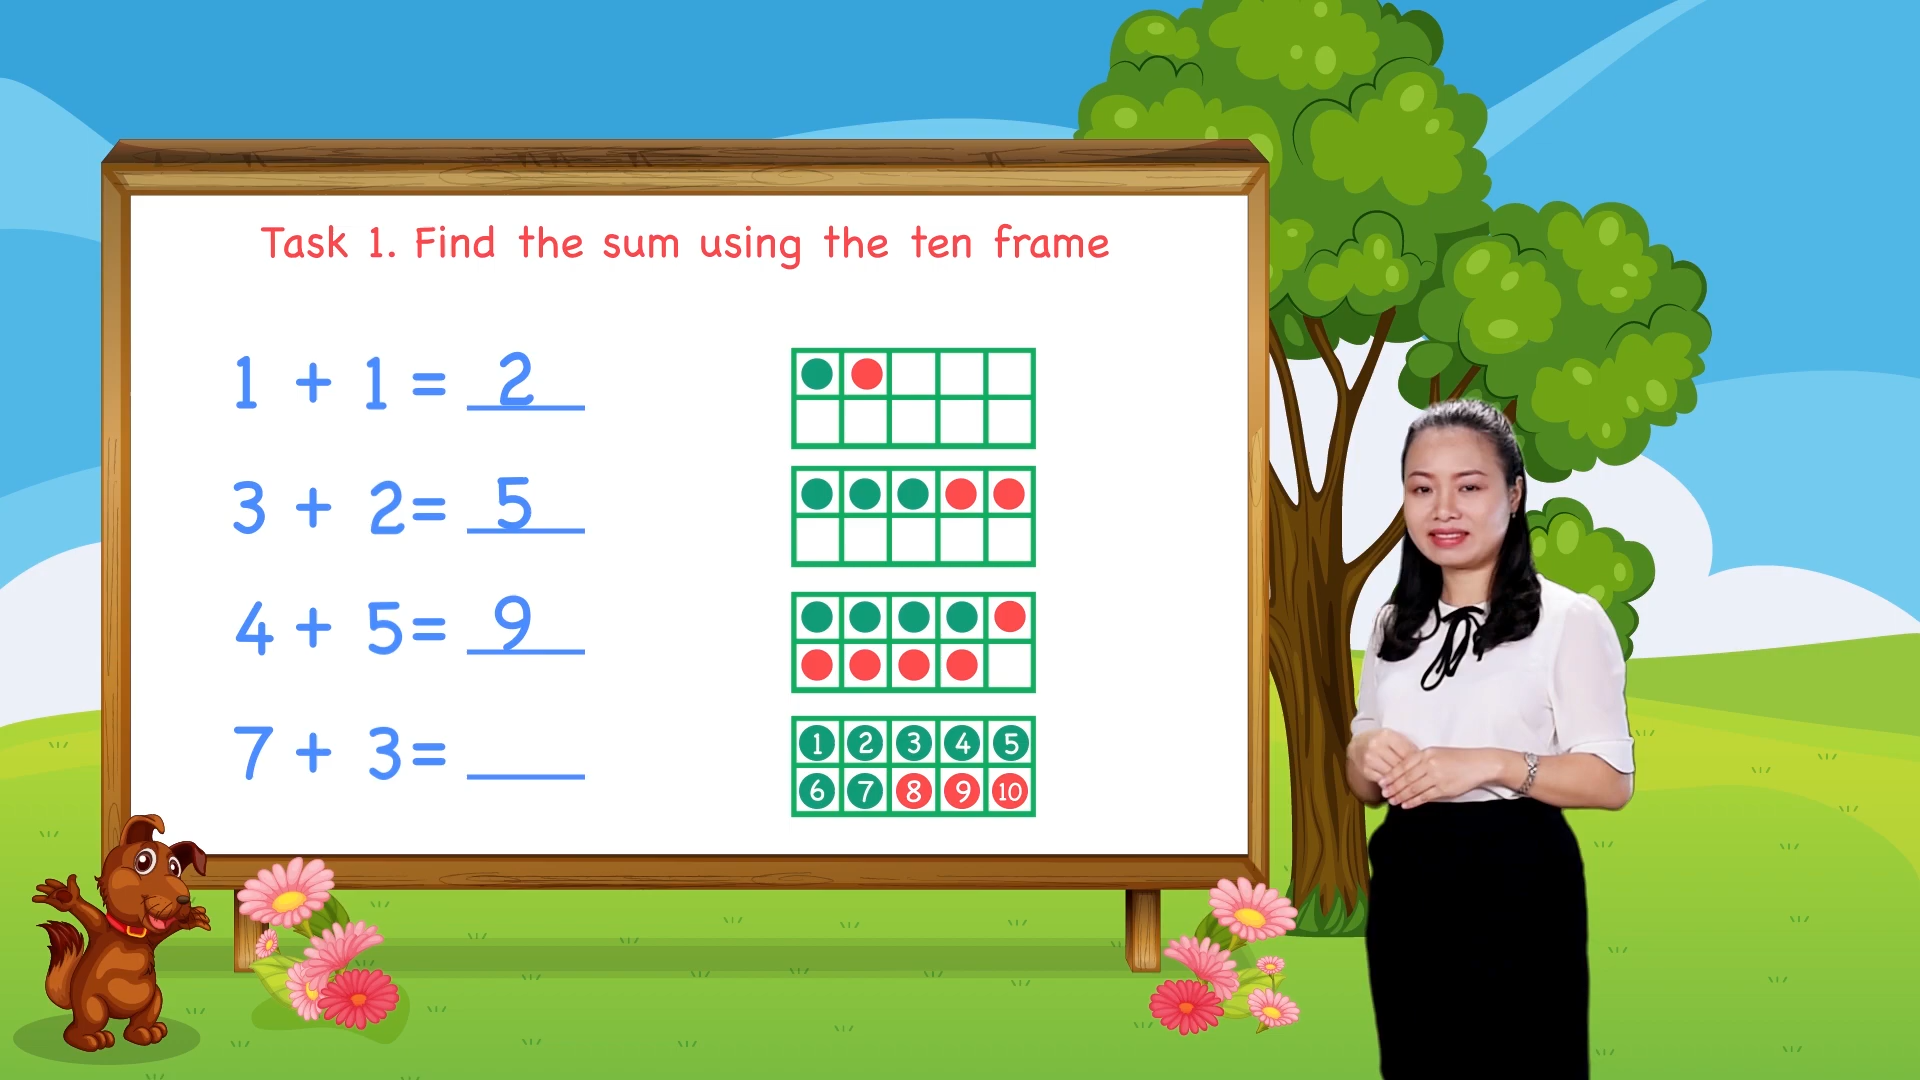 Task 1. Find the sum using the ten frame
1 + 1 = 2
3 + 2 = 5
4 + 5 = 9
7 + 3 = ___
1 2 3 4 5
6 7 8 9 10